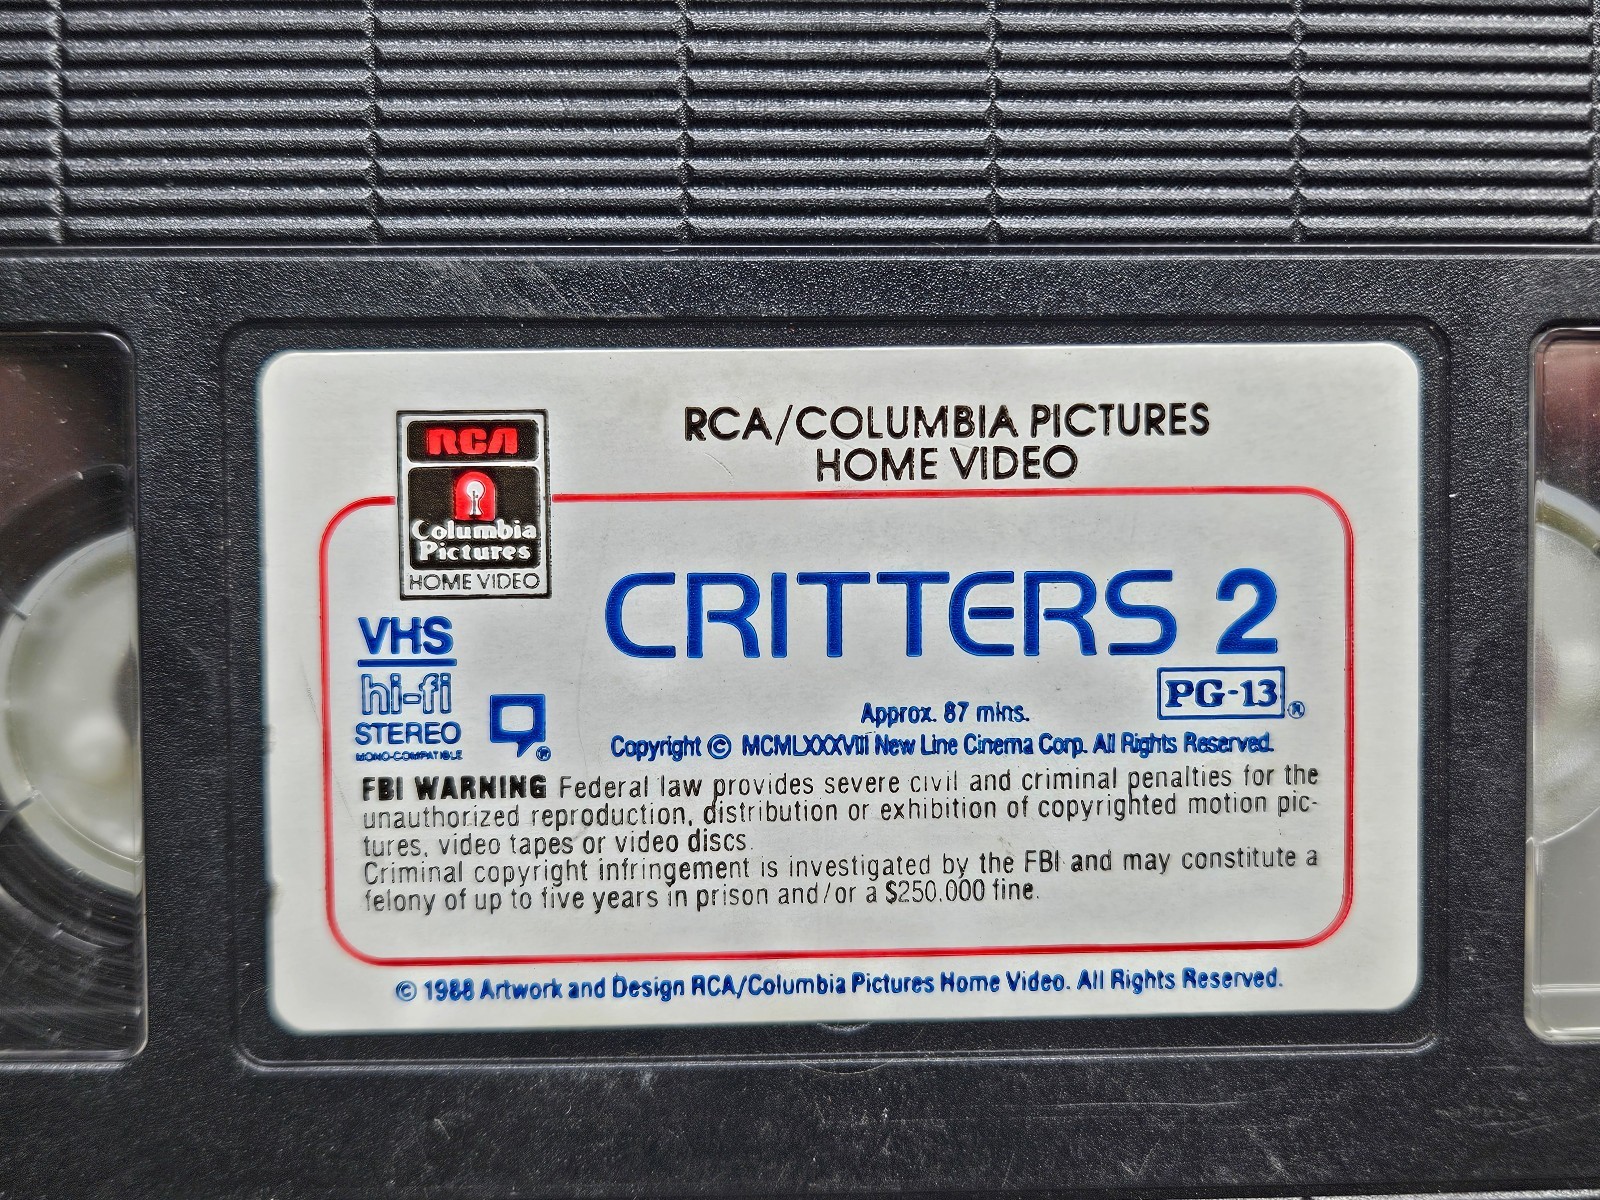 RCA/COLUMBIA PICTURES
HOME VIDEO
RCA
Columbia
Pictures
HOME VIDEO
CRITTERS 2
VHS
hi-fi
STEREO
MONO-COMPATIBLE
PG-13®
Approx. 87 mins.
Copyright © MCMLXXXVIII New Line Cinema Corp. All Rights Reserved.
FBI WARNING Federal law provides severe civil and criminal penalties for the
unauthorized reproduction, distribution or exhibition of copyrighted motion pic-
tures, video tapes or video discs.
Criminal copyright infringement is investigated by the FBI and may constitute a
felony of up to five years in prison and/or a $250,000 fine.
© 1988 Artwork and Design RCA/Columbia Pictures Home Video. All Rights Reserved.